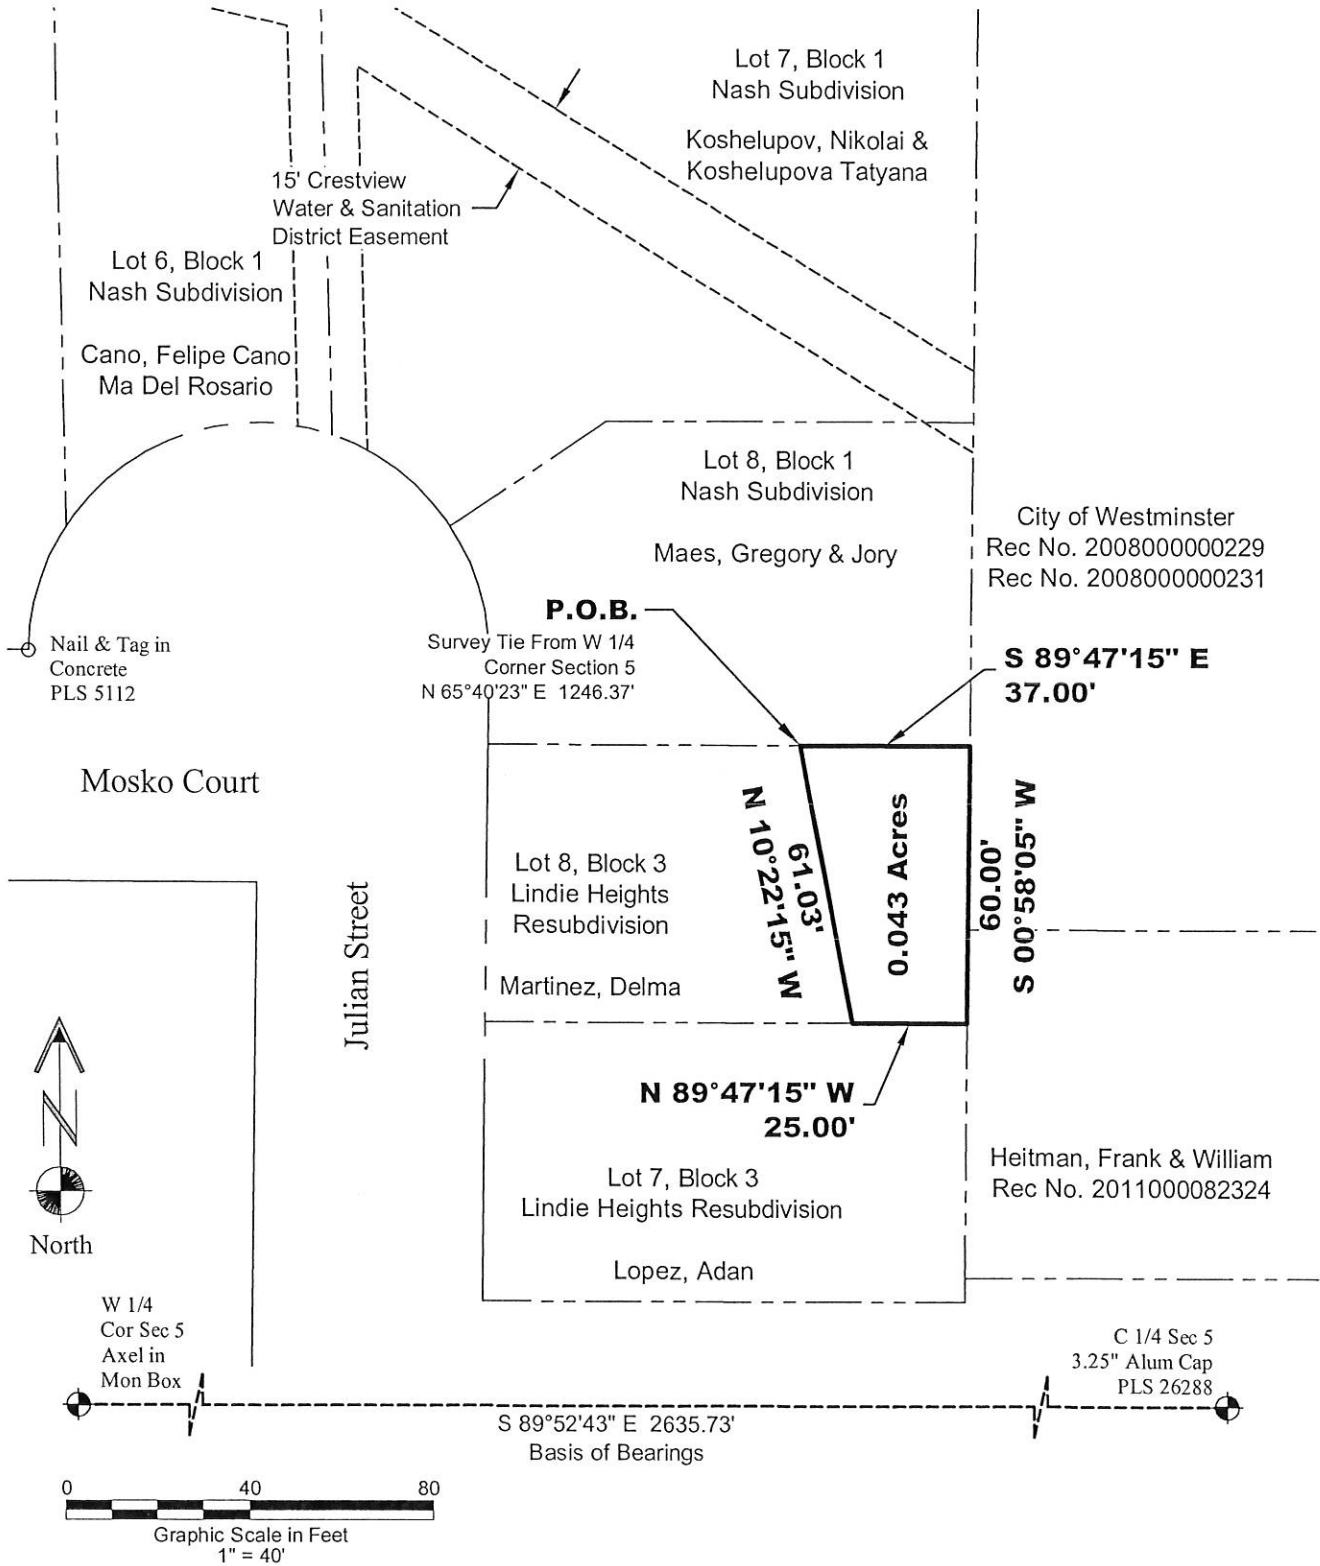 Lot 7, Block 1
Nash Subdivision
Koshelupov, Nikolai &
Koshelupova Tatyana
15' Crestview
Water & Sanitation
District Easement
Lot 6, Block 1
Nash Subdivision
Cano, Felipe Cano
Ma Del Rosario
Lot 8, Block 1
Nash Subdivision
Maes, Gregory & Jory
City of Westminster
Rec No. 2008000000229
Rec No. 2008000000231
P.O.B.
Survey Tie From W 1/4
Corner Section 5
N 65°40'23" E 1246.37'
Nail & Tag in
Concrete
PLS 5112
S 89°47'15" E
37.00'
Mosko Court
Julian Street
Lot 8, Block 3
Lindie Heights
Resubdivision
Martinez, Delma
N 10°22'15" W
61.03'
0.043 Acres
60.00'
S 00°58'05" W
N 89°47'15" W
25.00'
Lot 7, Block 3
Lindie Heights Resubdivision
Lopez, Adan
Heitman, Frank & William
Rec No. 2011000082324
N
North
W 1/4
Cor Sec 5
Axel in
Mon Box
C 1/4 Sec 5
3.25" Alum Cap
PLS 26288
S 89°52'43" E 2635.73'
Basis of Bearings
0 40 80
Graphic Scale in Feet
1" = 40'